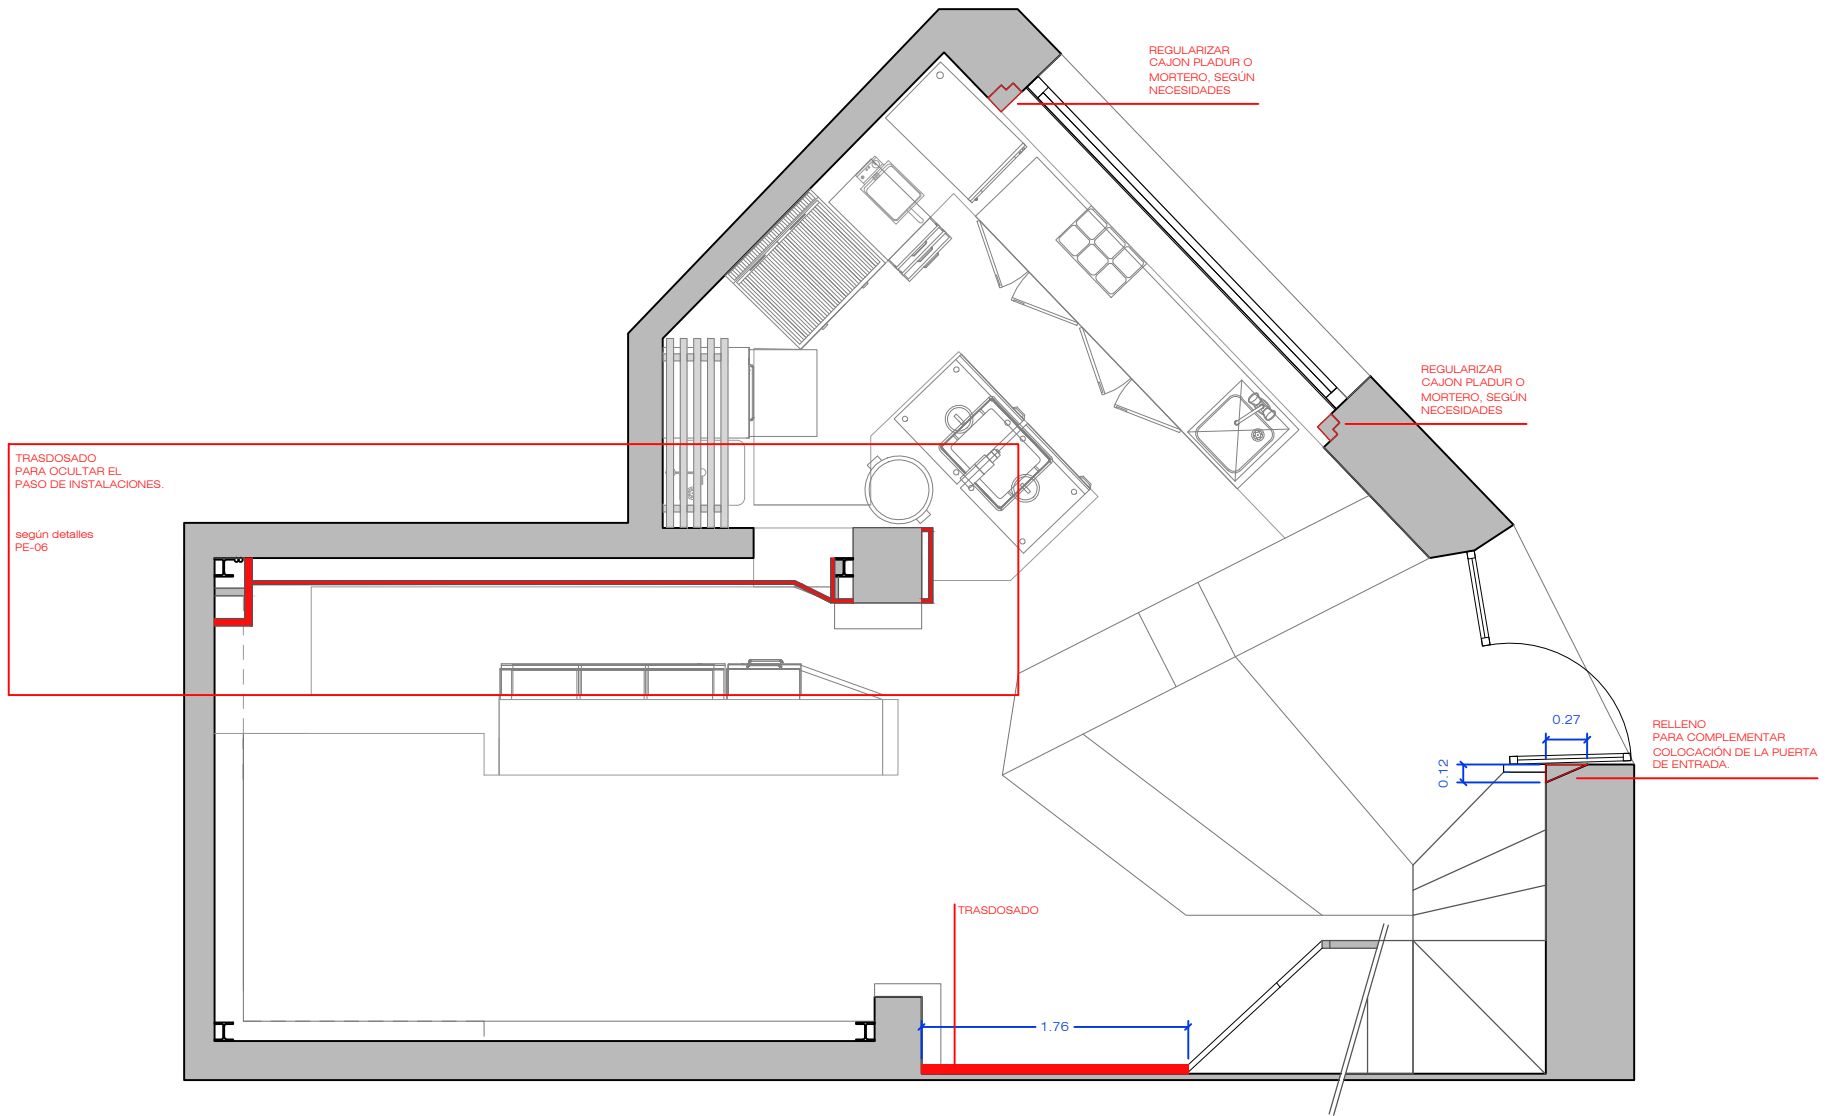 REGULARIZAR
CAJON PLADUR O
MORTERO, SEGÚN
NECESIDADES
REGULARIZAR
CAJON PLADUR O
MORTERO, SEGÚN
NECESIDADES
TRASDOSADO
PARA OCULTAR EL
PASO DE INSTALACIONES.
según detalles
PE-06
0.27
0.12
RELLENO
PARA COMPLEMENTAR
COLOCACIÓN DE LA PUERTA
DE ENTRADA.
TRASDOSADO
1.76